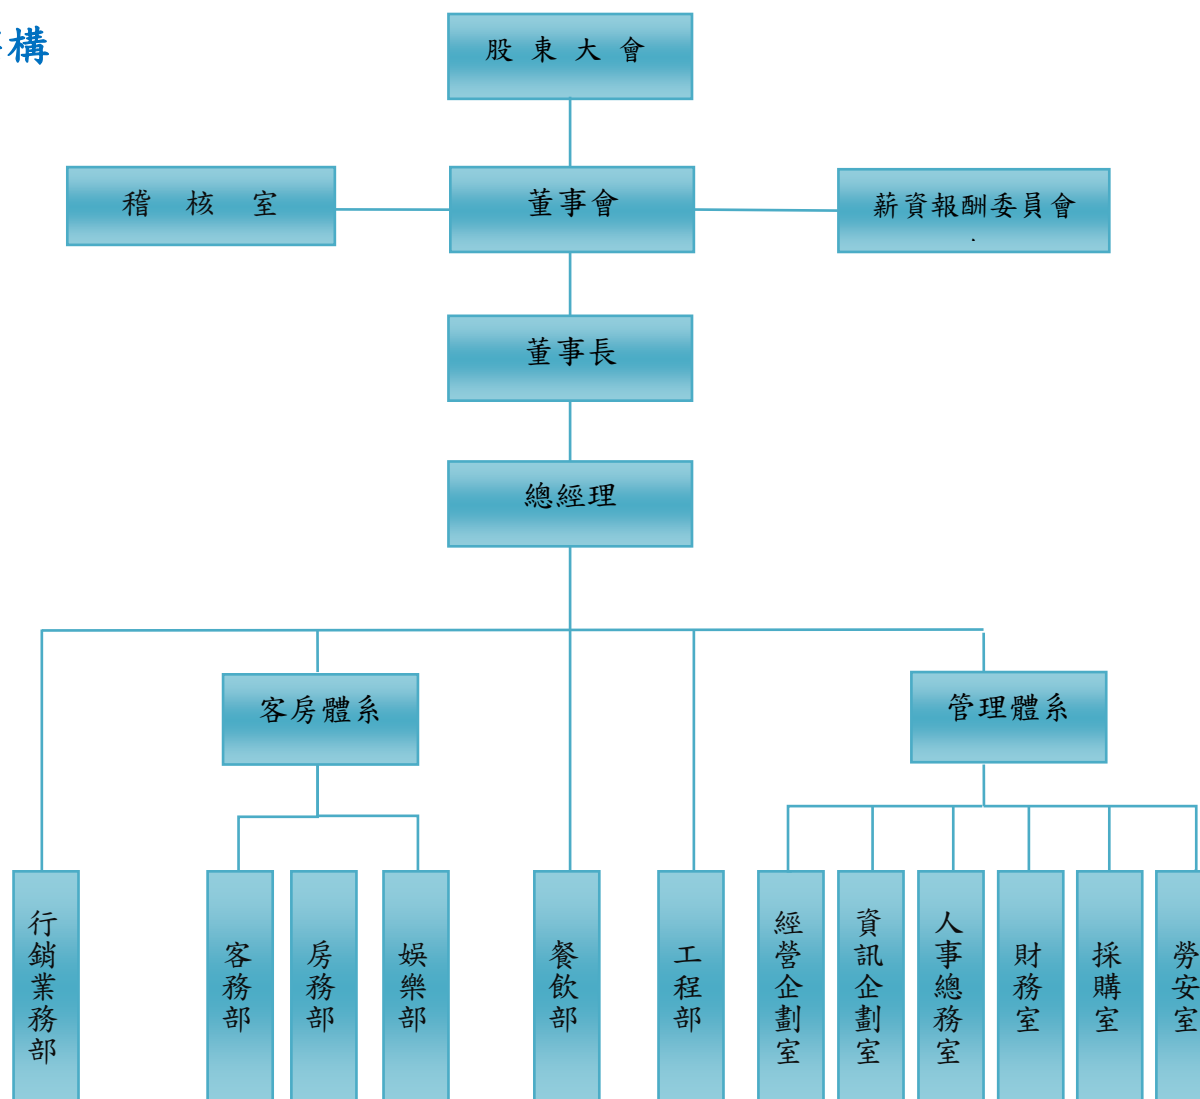 構
股東大會
稽核室
董事會
薪資報酬委員會
.
董事長
總經理
客房體系
管理體系
行銷業務部
客務部
房務部
娛樂部
餐飲部
工程部
經營企劃室
資訊企劃室
人事總務室
財務室
採購室
勞安室